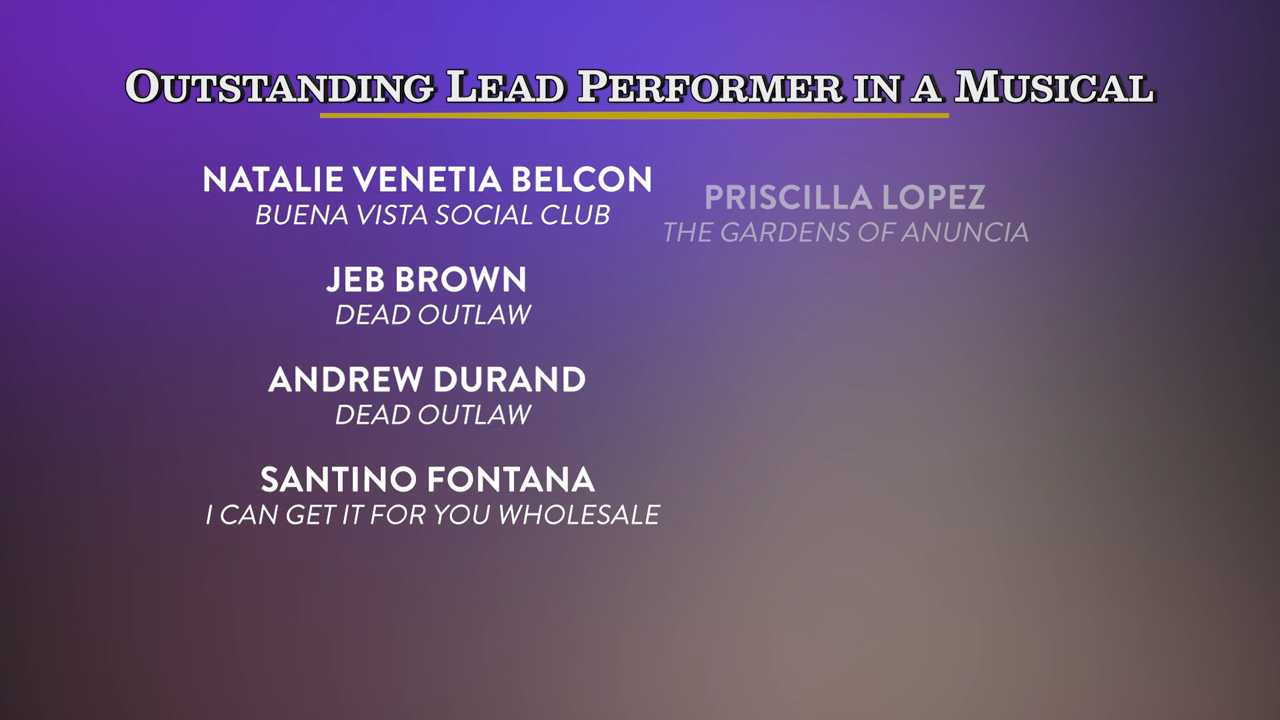 OUTSTANDING LEAD PERFORMER IN A MUSICAL
NATALIE VENETIA BELCON
BUENA VISTA SOCIAL CLUB
JEB BROWN
DEAD OUTLAW
ANDREW DURAND
DEAD OUTLAW
SANTINO FONTANA
I CAN GET IT FOR YOU WHOLESALE
PRISCILLA LOPEZ
THE GARDENS OF ANUNCIA